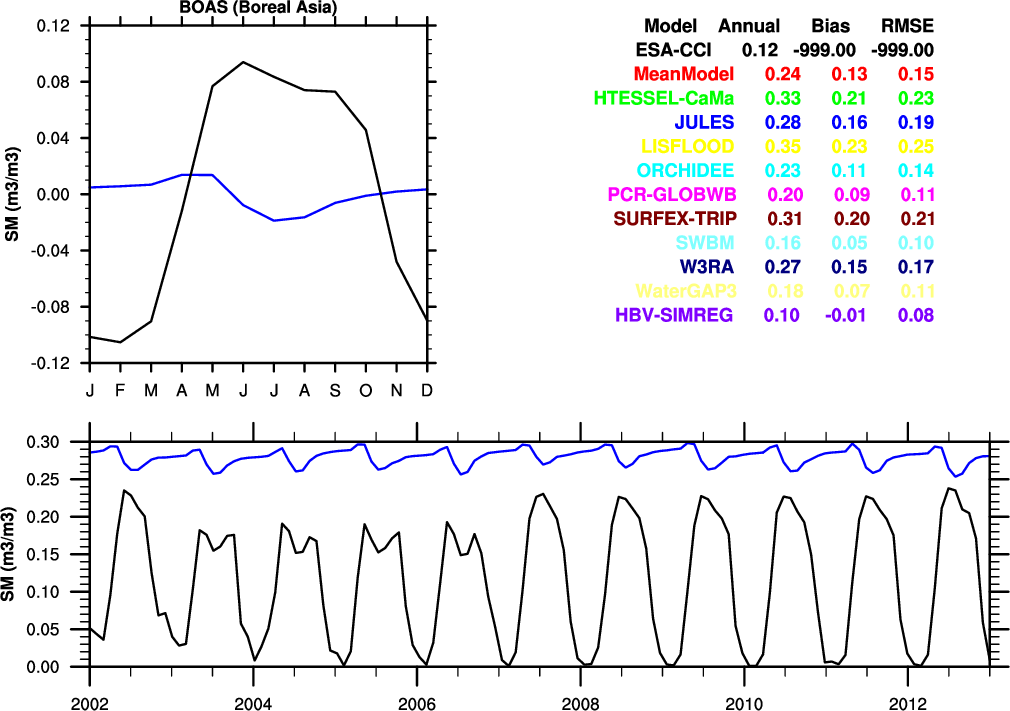 BOAS (Boreal Asia)
0.12
0.08
0.04
0.00
-0.04
-0.08
-0.12
SM (m3/m3)
J F M A M J J A S O N D
Model Annual Bias RMSE
ESA-CCI 0.12 -999.00 -999.00
MeanModel 0.24 0.13 0.15
HTESSEL-CaMa 0.33 0.21 0.23
JULES 0.28 0.16 0.19
LISFLOOD 0.35 0.23 0.25
ORCHIDEE 0.23 0.11 0.14
PCR-GLOBWB 0.20 0.09 0.11
SURFEX-TRIP 0.31 0.20 0.21
SWBM 0.16 0.05 0.10
W3RA 0.27 0.15 0.17
WaterGAP3 0.18 0.07 0.11
HBV-SIMREG 0.10 -0.01 0.08
0.30
0.25
0.20
0.15
0.10
0.05
0.00
SM (m3/m3)
2002 2004 2006 2008 2010 2012